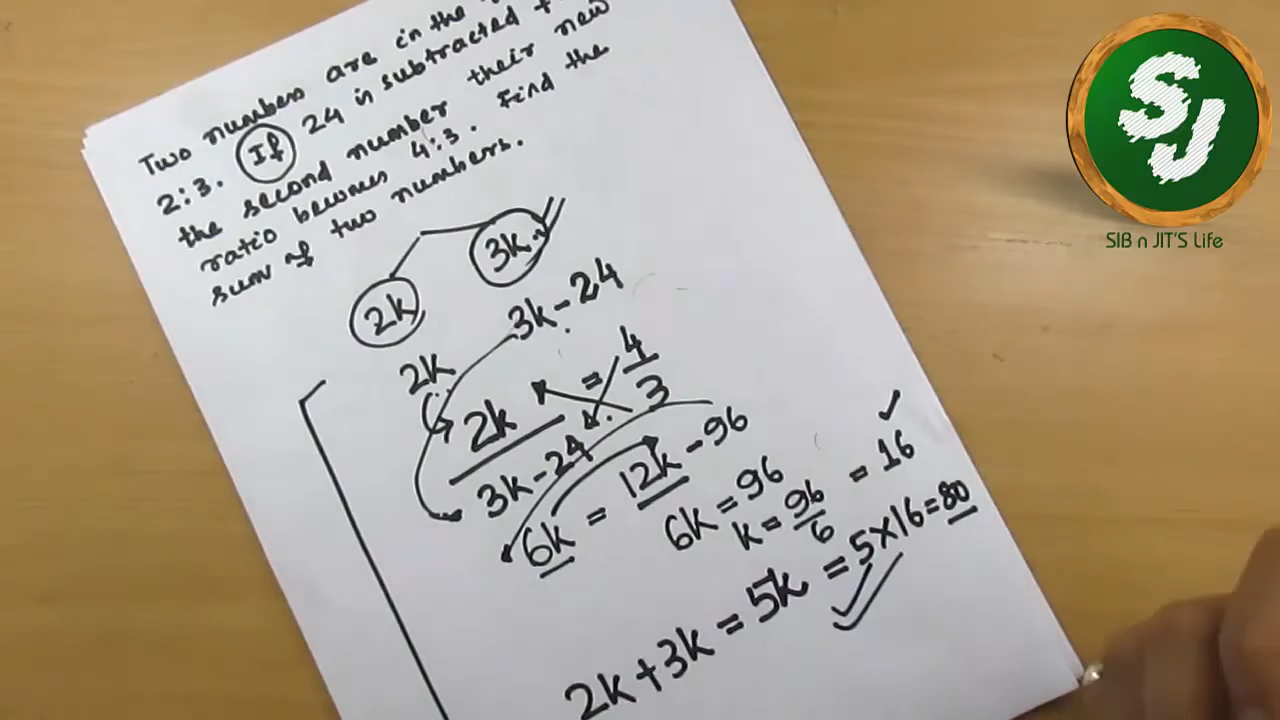 Two numbers are in the
2:3. If 24 is subtracted
the second number their new
ratio becomes 4:3. Find the
sum of two numbers.
2k 3k
2k 3k-24
2k = 4
3k-24 3
6k = 12k-96
6k = 96
k = 96 = 16
6
2k+3k = 5k = 5×16=80
SJ
SIB n JIT'S Life